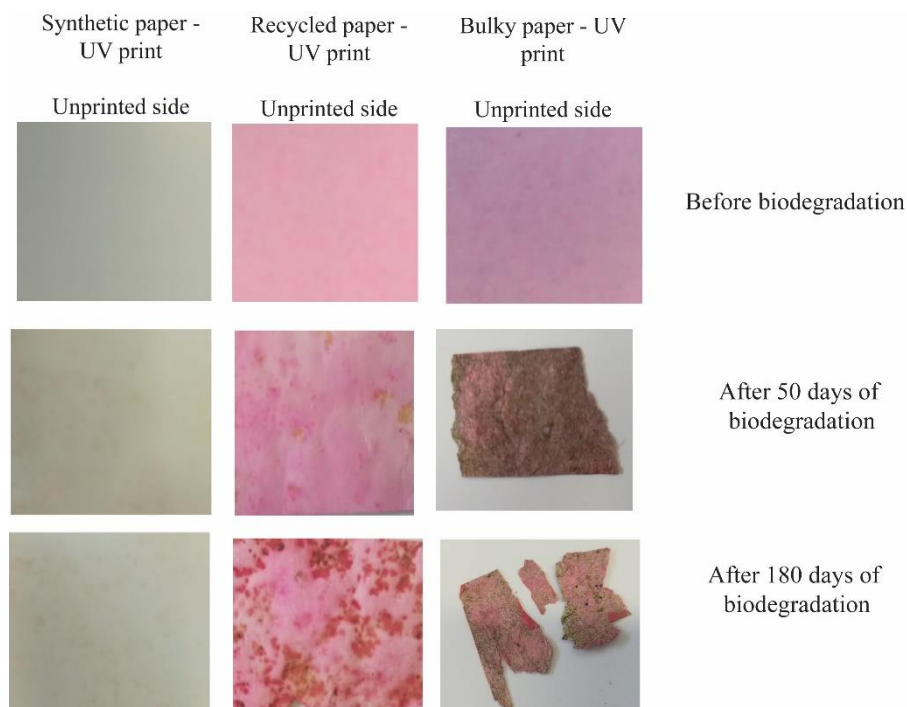 Synthetic paper -
UV print
Recycled paper -
UV print
Bulky paper - UV
print
Unprinted side
Unprinted side
Unprinted side
Before biodegradation
After 50 days of
biodegradation
After 180 days of
biodegradation